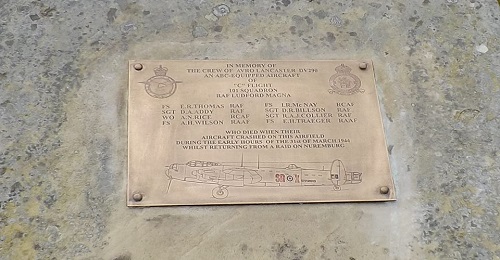 IN MEMORY OF
THE CREW OF AVRO LANCASTER DV290
AN ABC-EQUIPPED AIRCRAFT
OF
"C" FLIGHT
101 SQUADRON
RAF LUDFORD MAGNA
FS E.R.THOMAS RAF FS I.R.McNAY RCAF
SGT D.A.ADDY RAF SGT D.R.BILLSON RAF
WO A.N.RICE RCAF SGT R.A.J.COLLIER RAF
FS A.H.WILSON RAAF FS E.H.TRAEGER RAAF
WHO DIED WHEN THEIR
AIRCRAFT CRASHED ON THIS AIRFIELD
DURING THE EARLY HOURS OF THE 31st OF MARCH 1944
WHILST RETURNING FROM A RAID ON NUREMBURG